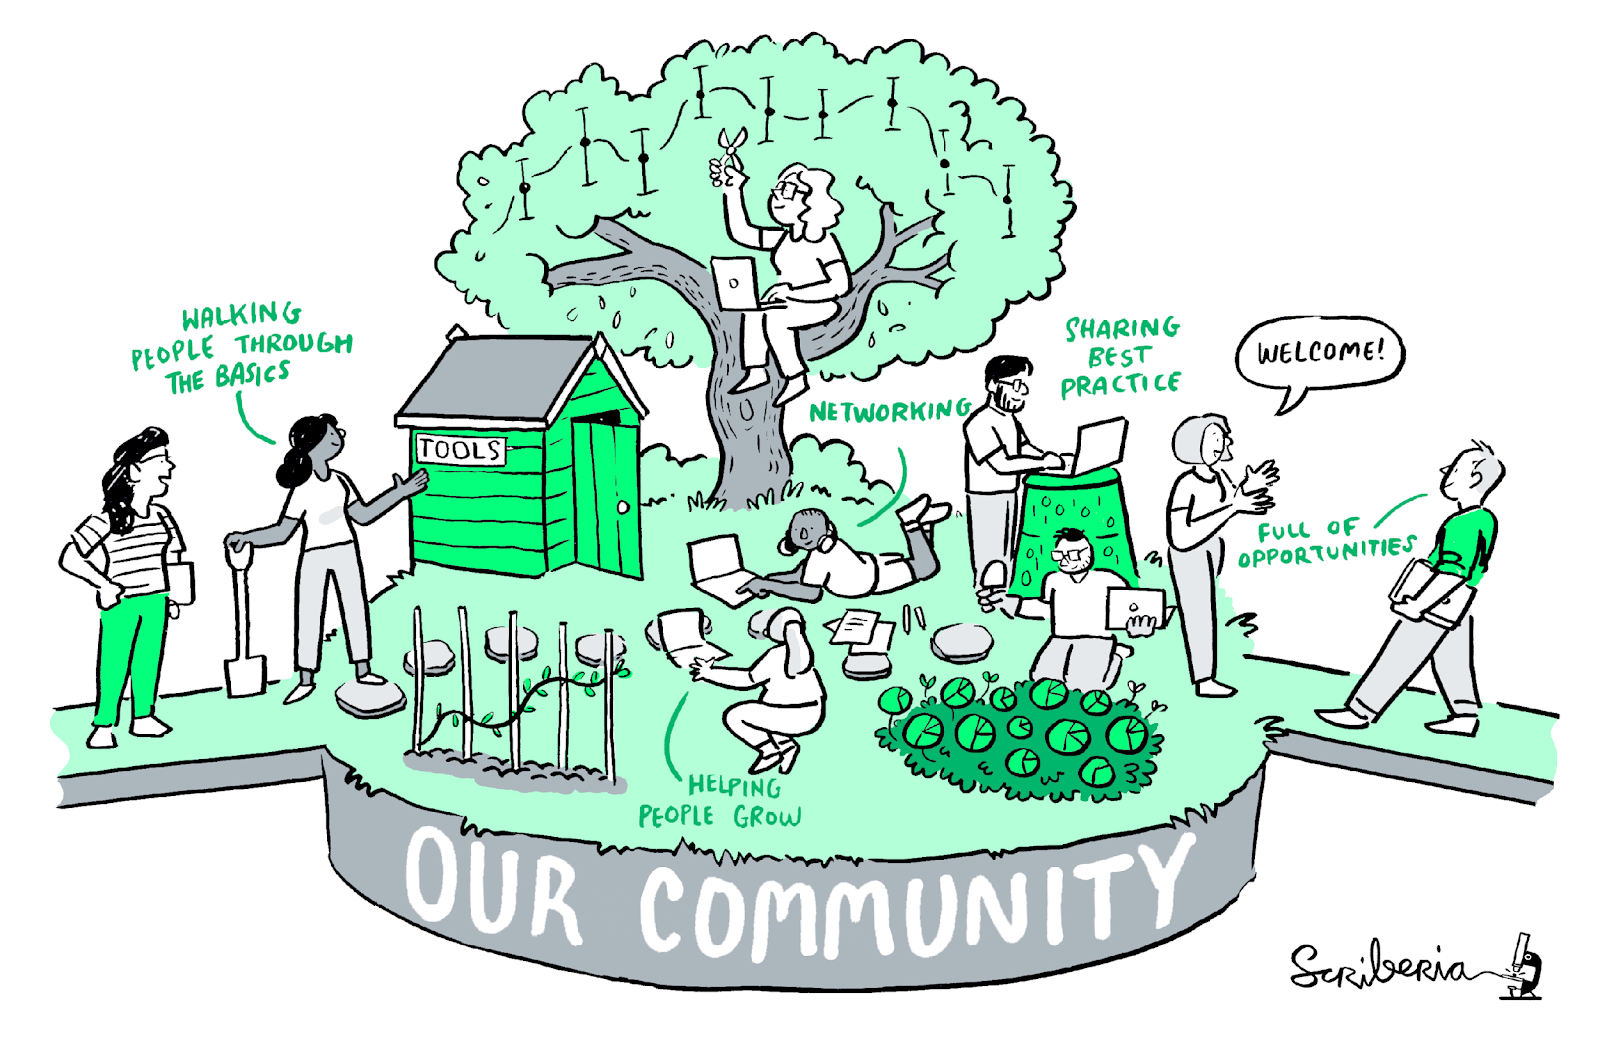 WALKING
PEOPLE THROUGH
THE BASICS
TOOLS
NETWORKING
SHARING
BEST
PRACTICE
WELCOME!
FULL OF
OPPORTUNITIES
HELPING
PEOPLE GROW
OUR COMMUNITY
Scriberia